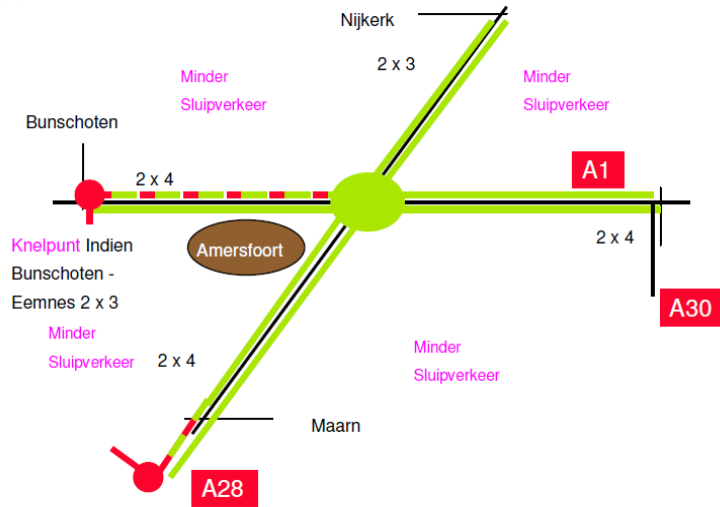 Nijkerk
2 x 3
Minder
Sluipverkeer
Minder
Sluipverkeer
Bunschoten
2 x 4
A1
Knelpunt Indien
Bunschoten -
Eemnes 2 x 3
Amersfoort
2 x 4
A30
Minder
Sluipverkeer
2 x 4
Minder
Sluipverkeer
Maarn
A28